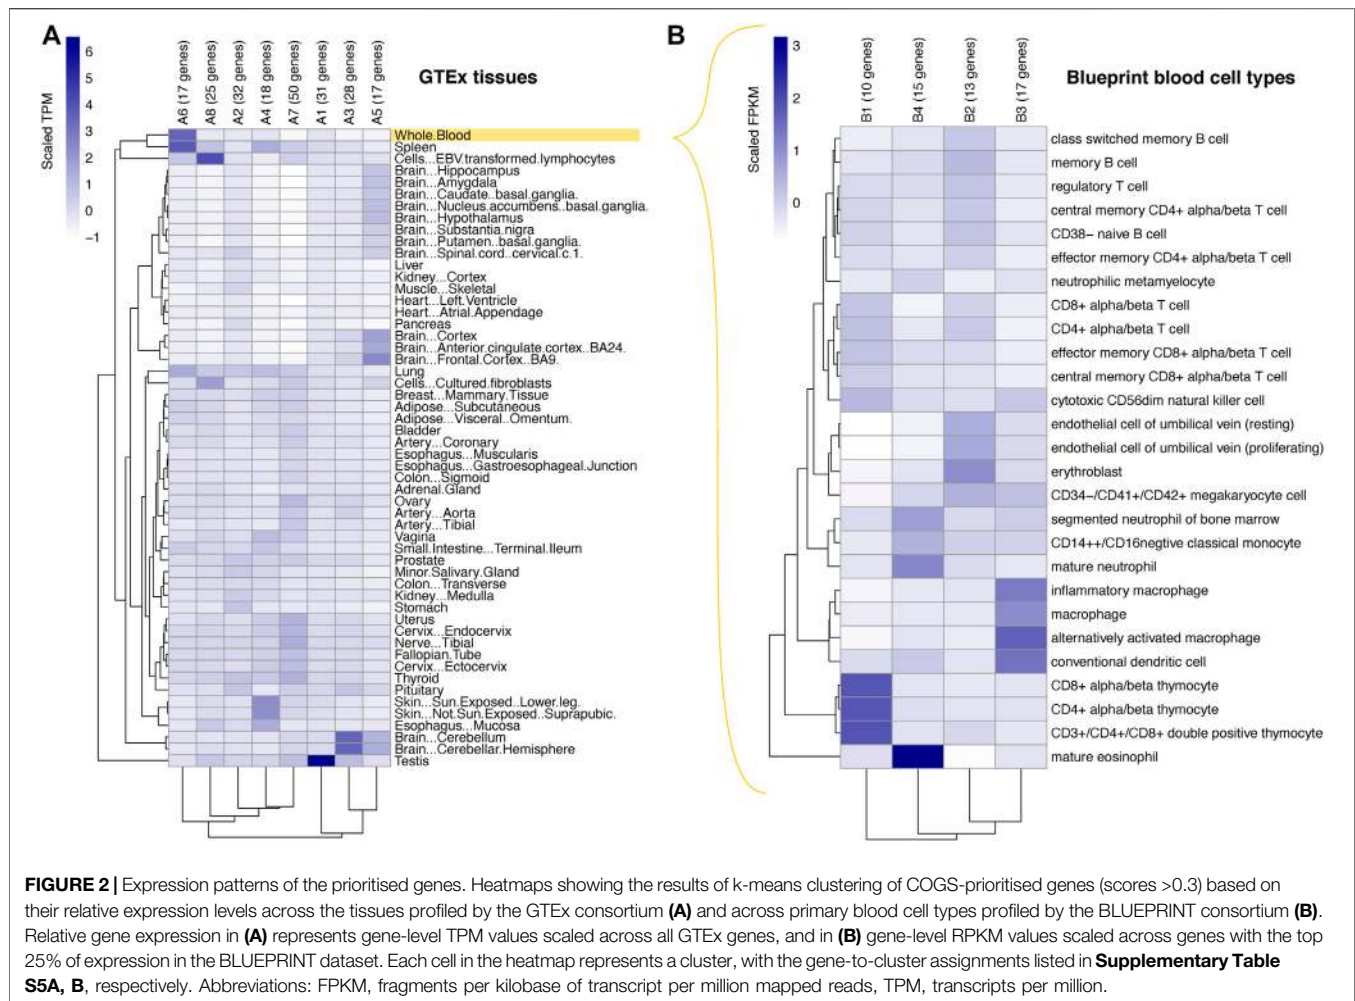 A
B
GTEx tissues
Blueprint blood cell types
Scaled TPM
6
5
4
3
2
1
0
−1
A6 (17 genes)
A8 (25 genes)
A2 (32 genes)
A4 (18 genes)
A7 (50 genes)
A1 (31 genes)
A3 (28 genes)
A5 (17 genes)
Whole.Blood
Spleen
Cells...EBV.transformed.lymphocytes
Brain...Hippocampus
Brain...Amygdala
Brain...Caudate..basal.ganglia.
Brain...Nucleus.accumbens..basal.ganglia.
Brain...Hypothalamus
Brain...Substantia.nigra
Brain...Putamen..basal.ganglia.
Brain...Spinal.cord..cervical.c.1.
Liver
Kidney...Cortex
Muscle...Skeletal
Heart...Left.Ventricle
Heart...Atrial.Appendage
Pancreas
Brain...Cortex
Brain...Anterior.cingulate.cortex..BA24.
Brain...Frontal.Cortex..BA9.
Lung
Cells...Cultured.fibroblasts
Breast...Mammary.Tissue
Adipose...Subcutaneous
Adipose...Visceral..Omentum.
Bladder
Artery...Coronary
Esophagus...Muscularis
Esophagus...Gastroesophageal.Junction
Colon...Sigmoid
Adrenal.Gland
Ovary
Artery...Aorta
Artery...Tibial
Vagina
Small.Intestine...Terminal.Ileum
Prostate
Minor.Salivary.Gland
Colon...Transverse
Kidney...Medulla
Stomach
Uterus
Cervix...Endocervix
Nerve...Tibial
Fallopian.Tube
Cervix...Ectocervix
Thyroid
Pituitary
Skin...Sun.Exposed..Lower.leg.
Skin...Not.Sun.Exposed..Suprapubic.
Esophagus...Mucosa
Brain...Cerebellum
Brain...Cerebellar.Hemisphere
Testis
Scaled FPKM
3
2
1
0
B1 (10 genes)
B4 (15 genes)
B2 (13 genes)
B3 (17 genes)
class switched memory B cell
memory B cell
regulatory T cell
central memory CD4+ alpha/beta T cell
CD38− naive B cell
effector memory CD4+ alpha/beta T cell
neutrophilic metamyelocyte
CD8+ alpha/beta T cell
CD4+ alpha/beta T cell
effector memory CD8+ alpha/beta T cell
central memory CD8+ alpha/beta T cell
cytotoxic CD56dim natural killer cell
endothelial cell of umbilical vein (resting)
endothelial cell of umbilical vein (proliferating)
erythroblast
CD34−/CD41+/CD42+ megakaryocyte cell
segmented neutrophil of bone marrow
CD14++/CD16negtive classical monocyte
mature neutrophil
inflammatory macrophage
macrophage
alternatively activated macrophage
conventional dendritic cell
CD8+ alpha/beta thymocyte
CD4+ alpha/beta thymocyte
CD3+/CD4+/CD8+ double positive thymocyte
mature eosinophil
FIGURE 2 | Expression patterns of the prioritised genes. Heatmaps showing the results of k-means clustering of COGS-prioritised genes (scores >0.3) based on
their relative expression levels across the tissues profiled by the GTEx consortium (A) and across primary blood cell types profiled by the BLUEPRINT consortium (B).
Relative gene expression in (A) represents gene-level TPM values scaled across all GTEx genes, and in (B) gene-level RPKM values scaled across genes with the top
25% of expression in the BLUEPRINT dataset. Each cell in the heatmap represents a cluster, with the gene-to-cluster assignments listed in Supplementary Table
S5A, B, respectively. Abbreviations: FPKM, fragments per kilobase of transcript per million mapped reads, TPM, transcripts per million.